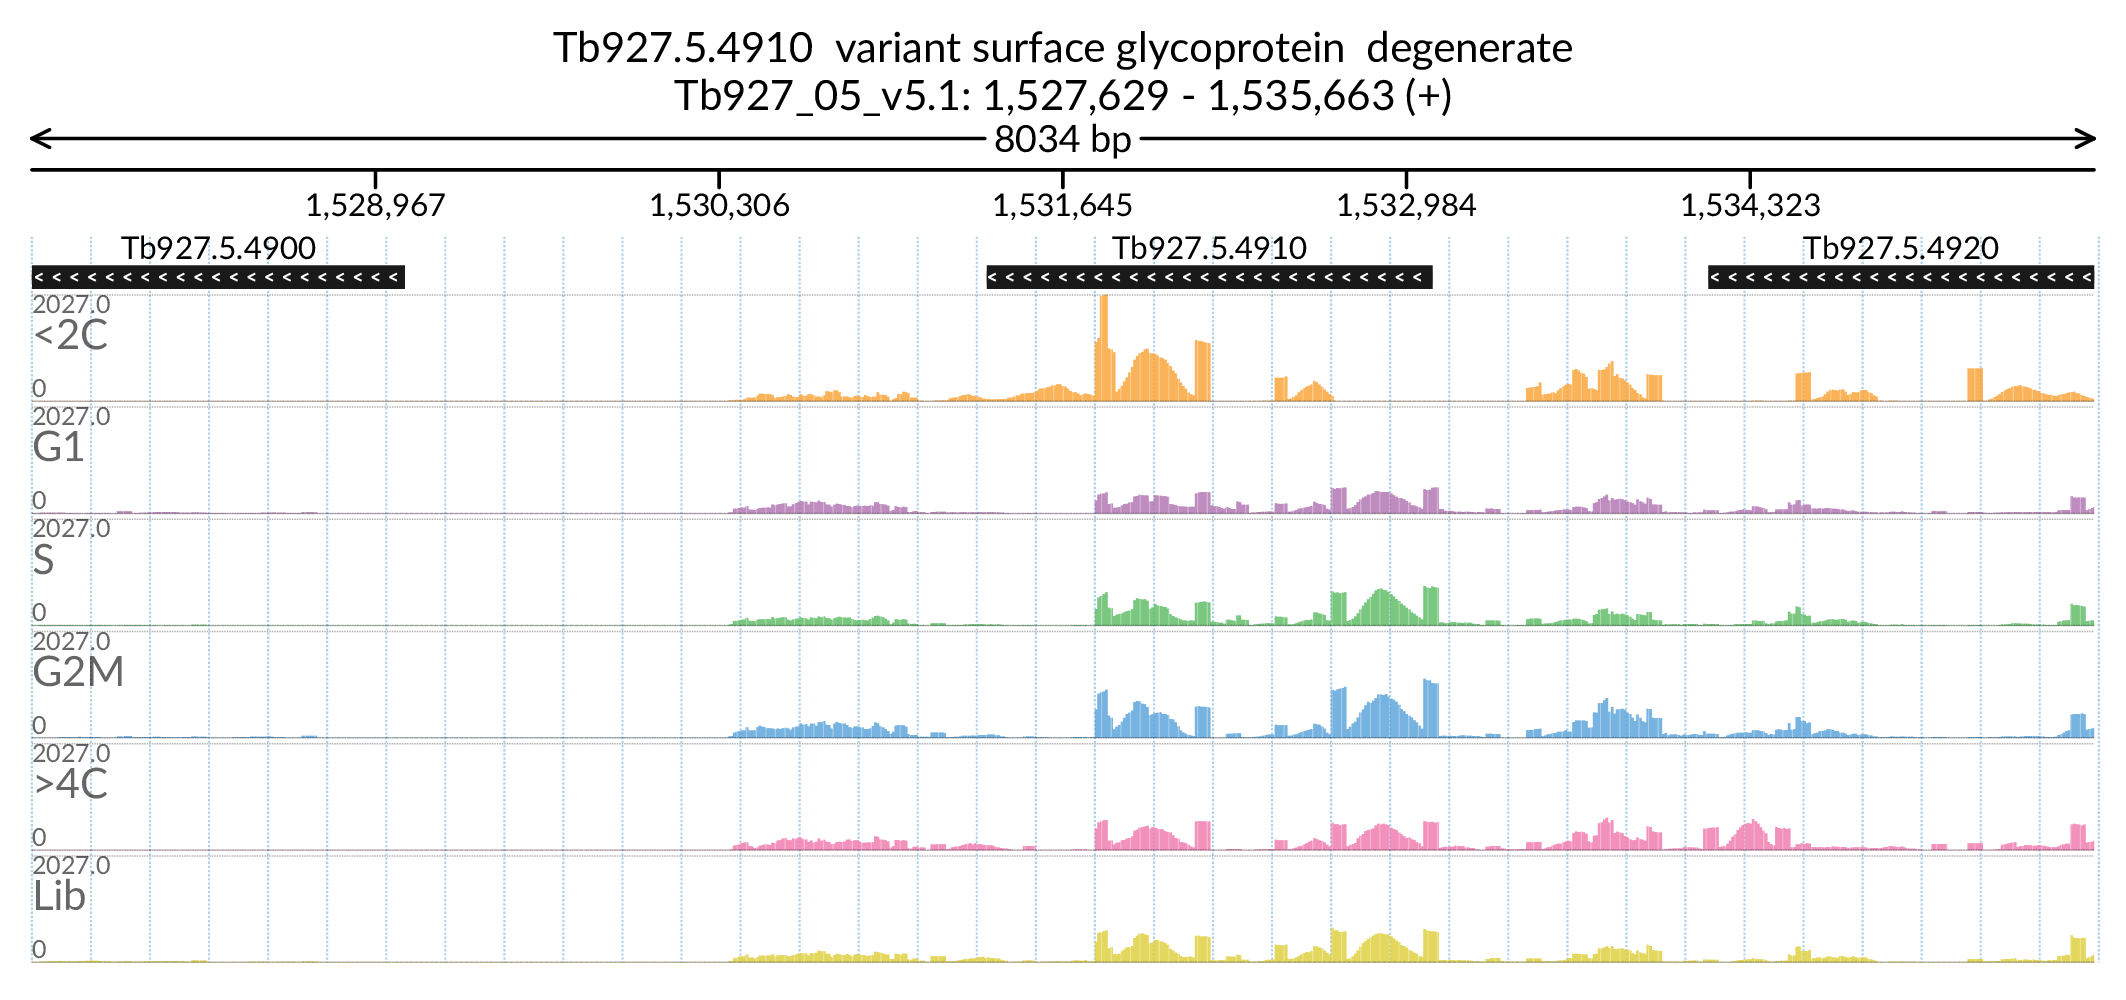 Tb927.5.4910  variant surface glycoprotein  degenerate
Tb927_05_v5.1: 1,527,629 - 1,535,663 (+)
8034 bp
1,528,967 1,530,306 1,531,645 1,532,984 1,534,323
Tb927.5.4900 Tb927.5.4910 Tb927.5.4920
2027.0
<2C
0
2027.0
G1
0
2027.0
S
0
2027.0
G2M
0
2027.0
>4C
0
2027.0
Lib
0